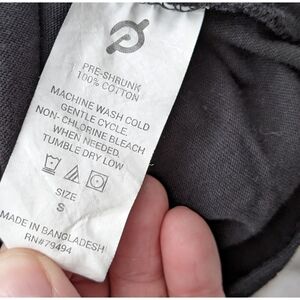 PRE-SHRUNK
100% COTTON
MACHINE WASH COLD
GENTLE CYCLE.
NON-CHLORINE BLEACH
WHEN NEEDED.
TUMBLE DRY LOW
SIZE
S
MADE IN BANGLADESH
RN#79494